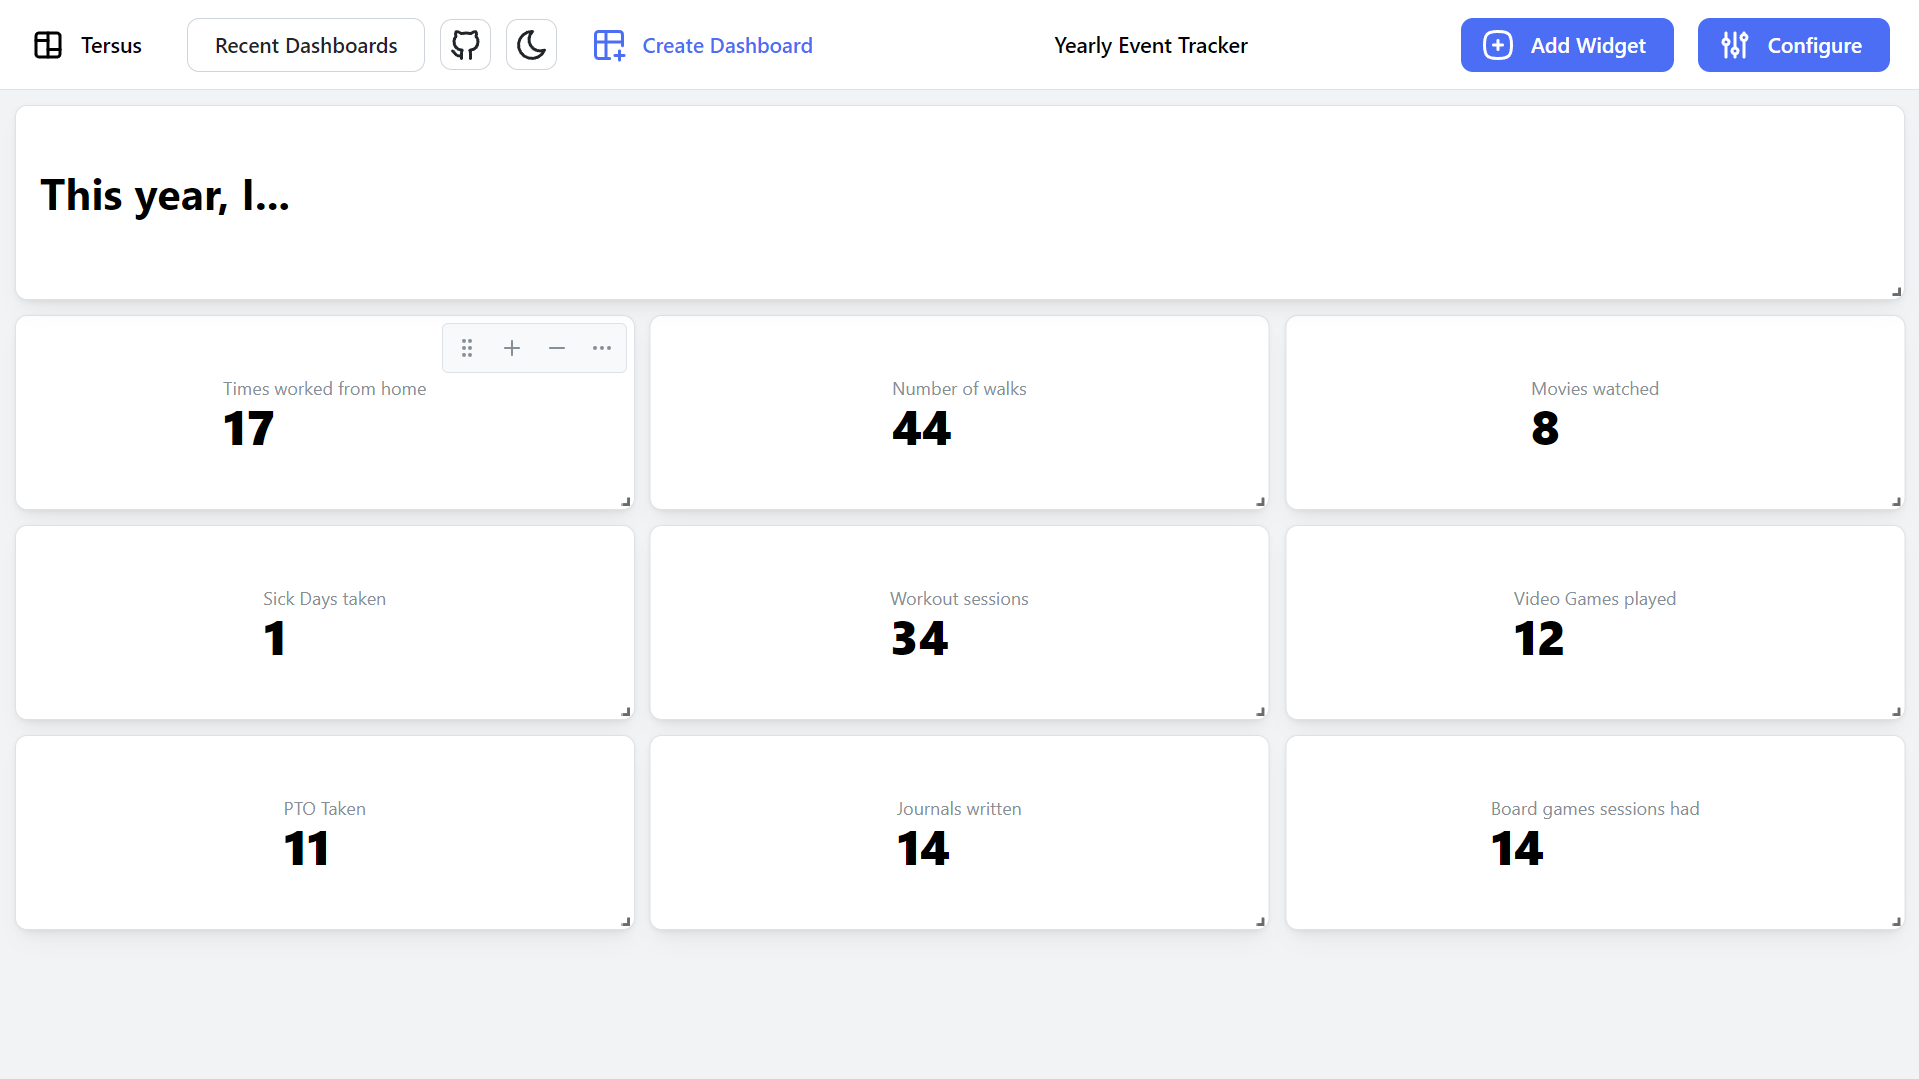 Tersus
Recent Dashboards
Create Dashboard
Yearly Event Tracker
Add Widget
Configure
This year, I...
Times worked from home
17
Number of walks
44
Movies watched
8
Sick Days taken
1
Workout sessions
34
Video Games played
12
PTO Taken
11
Journals written
14
Board games sessions had
14